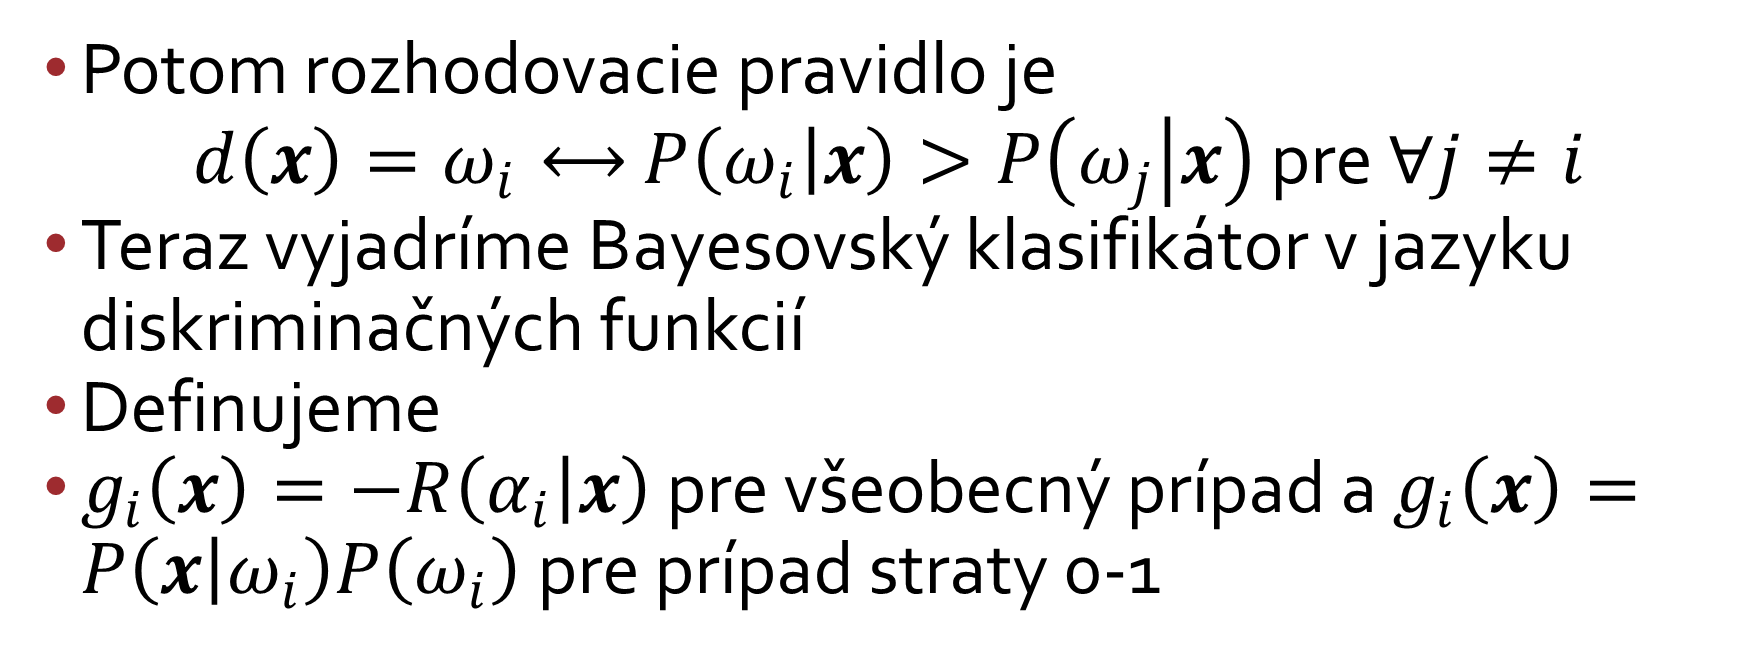 • Potom rozhodovacie pravidlo je
d(x) = ωᵢ ⟷ P(ωᵢ|x) > P(ωⱼ|x) pre ∀j ≠ i
• Teraz vyjadríme Bayesovský klasifikátor v jazyku
diskriminačných funkcií
• Definujeme
• gᵢ(x) = −R(αᵢ|x) pre všeobecný prípad a gᵢ(x) =
P(x|ωᵢ)P(ωᵢ) pre prípad straty 0-1